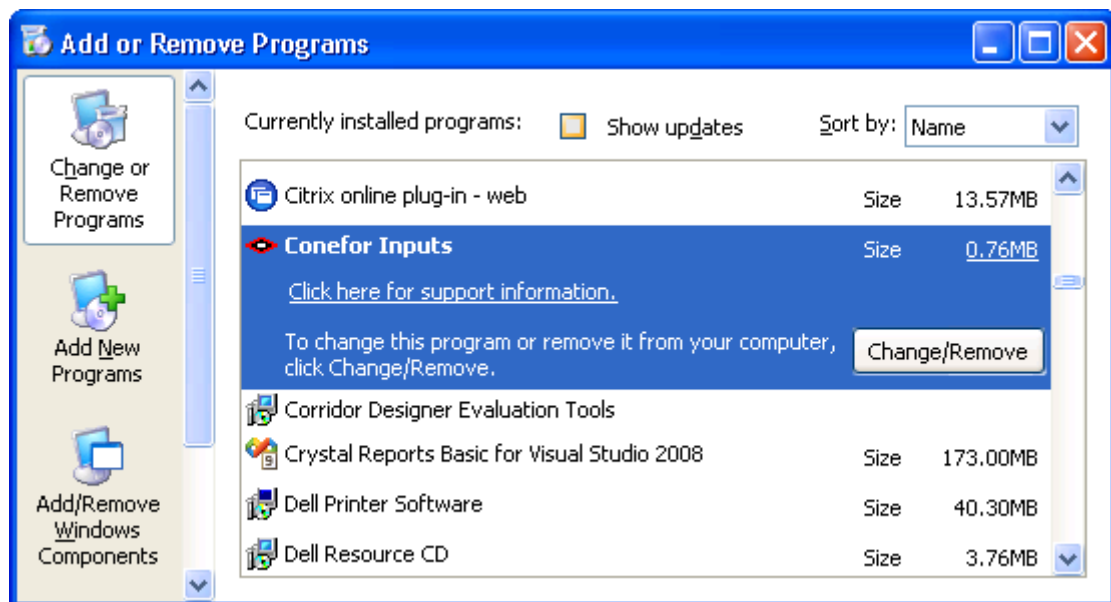 Add or Remove Programs
Change or
Remove
Programs
Add New
Programs
Add/Remove
Windows
Components
Currently installed programs: Show updates Sort by: Name
Citrix online plug-in - web Size 13.57MB
Conefor Inputs Size 0.76MB
Click here for support information.
To change this program or remove it from your computer,
click Change/Remove. Change/Remove
Corridor Designer Evaluation Tools
Crystal Reports Basic for Visual Studio 2008 Size 173.00MB
Dell Printer Software Size 40.30MB
Dell Resource CD Size 3.76MB